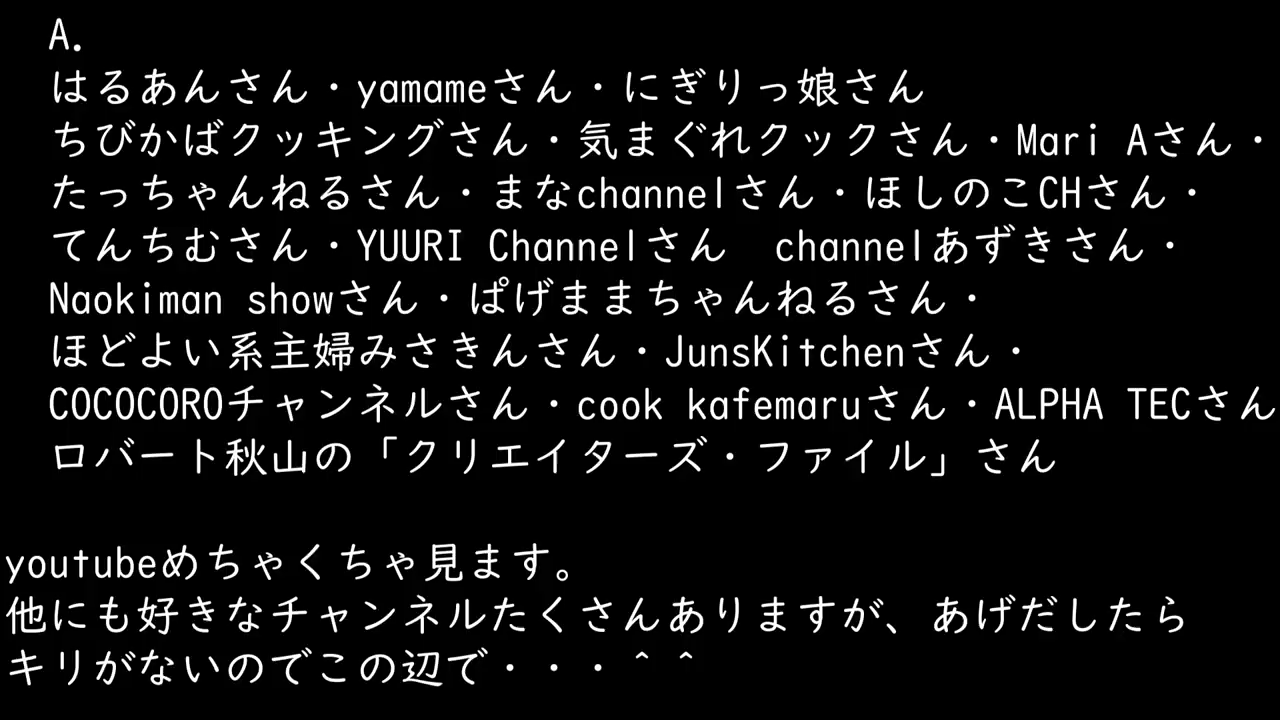 A.
はるあんさん・yamameさん・にぎりっ娘さん
ちびかばクッキングさん・気まぐれクックさん・Mari Aさん・
たっちゃんねるさん・まなchannelさん・ほしのこCHさん・
てんちむさん・YUURI Channelさん　channelあずきさん・
Naokiman showさん・ぱげままちゃんねるさん・
ほどよい系主婦みさきんさん・JunsKitchenさん・
COCOCOROチャンネルさん・cook kafemaruさん・ALPHA TECさん
ロバート秋山の「クリエイターズ・ファイル」さん
youtubeめちゃくちゃ見ます。
他にも好きなチャンネルたくさんありますが、あげだしたら
キリがないのでこの辺で・・・＾＾